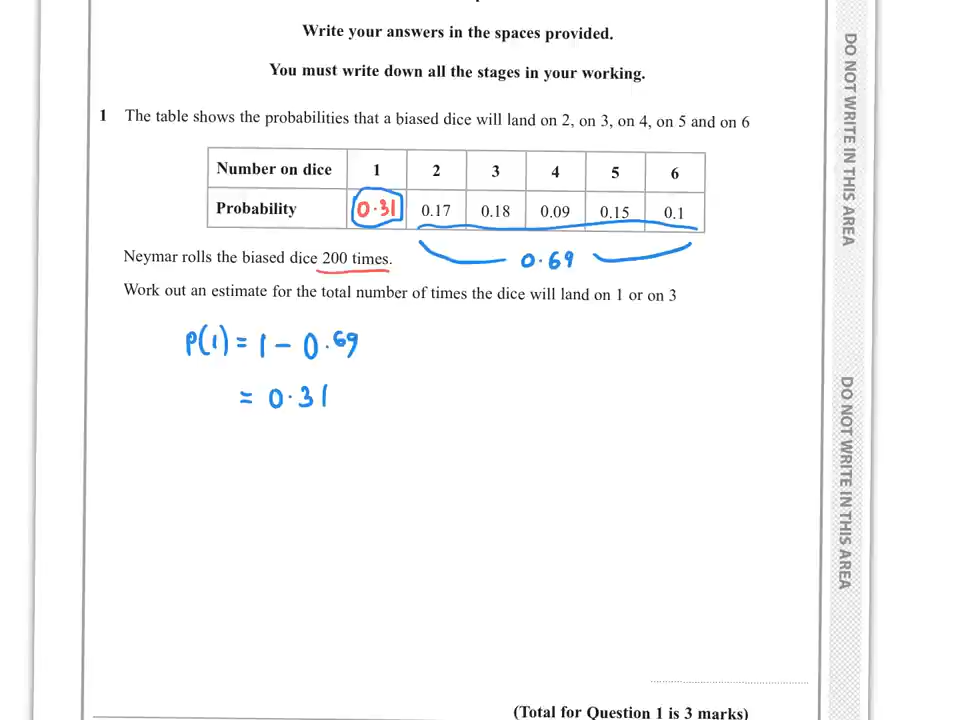 Write your answers in the spaces provided.
You must write down all the stages in your working.
1 The table shows the probabilities that a biased dice will land on 2, on 3, on 4, on 5 and on 6
Number on dice 1 2 3 4 5 6
Probability 0.31 0.17 0.18 0.09 0.15 0.1
Neymar rolls the biased dice 200 times.
0.69
Work out an estimate for the total number of times the dice will land on 1 or on 3
P(1) = 1 - 0.69
= 0.31
(Total for Question 1 is 3 marks)
DO NOT WRITE IN THIS AREA
DO NOT WRITE IN THIS AREA